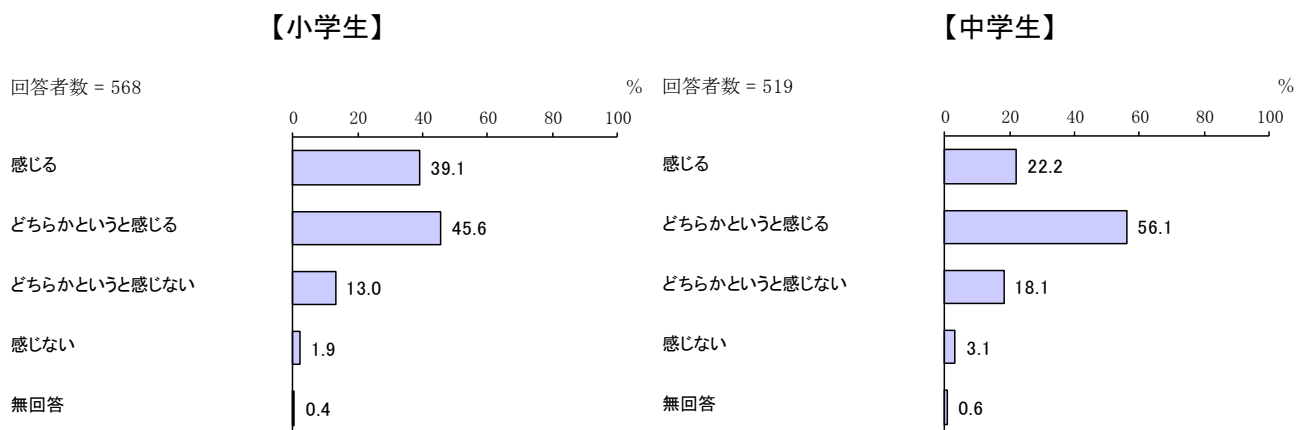 【小学生】
回答者数 = 568
%
0 20 40 60 80 100
感じる 39.1
どちらかというと感じる 45.6
どちらかというと感じない 13.0
感じない 1.9
無回答 0.4
【中学生】
回答者数 = 519
%
0 20 40 60 80 100
感じる 22.2
どちらかというと感じる 56.1
どちらかというと感じない 18.1
感じない 3.1
無回答 0.6